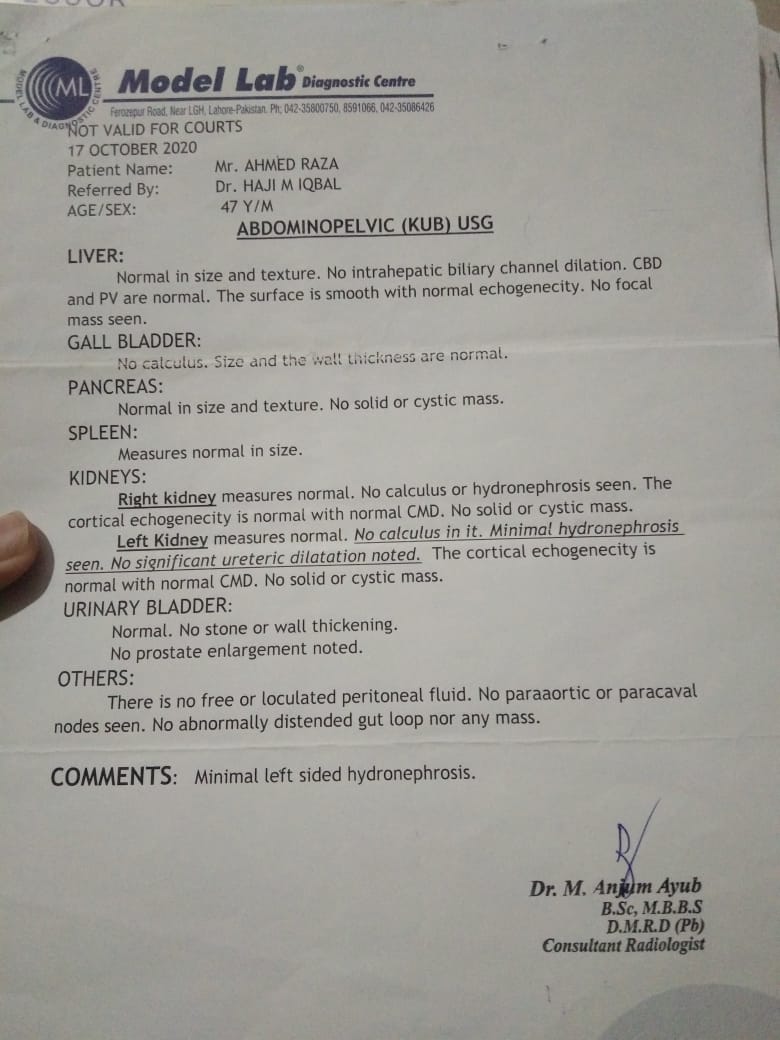 ML
MODEL LAB & DIAGNOSTIC CENTRE
Model Lab® Diagnostic Centre
Ferozepur Road, Near LGH, Lahore-Pakistan. Ph; 042-35800750, 8591066, 042-35086426
NOT VALID FOR COURTS
17 OCTOBER 2020
Patient Name: Mr. AHMED RAZA
Referred By: Dr. HAJI M IQBAL
AGE/SEX: 47 Y/M
ABDOMINOPELVIC (KUB) USG
LIVER:
Normal in size and texture. No intrahepatic biliary channel dilation. CBD
and PV are normal. The surface is smooth with normal echogenecity. No focal
mass seen.
GALL BLADDER:
No calculus. Size and the wall thickness are normal.
PANCREAS:
Normal in size and texture. No solid or cystic mass.
SPLEEN:
Measures normal in size.
KIDNEYS:
Right kidney measures normal. No calculus or hydronephrosis seen. The
cortical echogenecity is normal with normal CMD. No solid or cystic mass.
Left Kidney measures normal. No calculus in it. Minimal hydronephrosis
seen. No significant ureteric dilatation noted. The cortical echogenecity is
normal with normal CMD. No solid or cystic mass.
URINARY BLADDER:
Normal. No stone or wall thickening.
No prostate enlargement noted.
OTHERS:
There is no free or loculated peritoneal fluid. No paraaortic or paracaval
nodes seen. No abnormally distended gut loop nor any mass.
COMMENTS: Minimal left sided hydronephrosis.
Dr. M. Anjum Ayub
B.Sc, M.B.B.S
D.M.R.D (Pb)
Consultant Radiologist